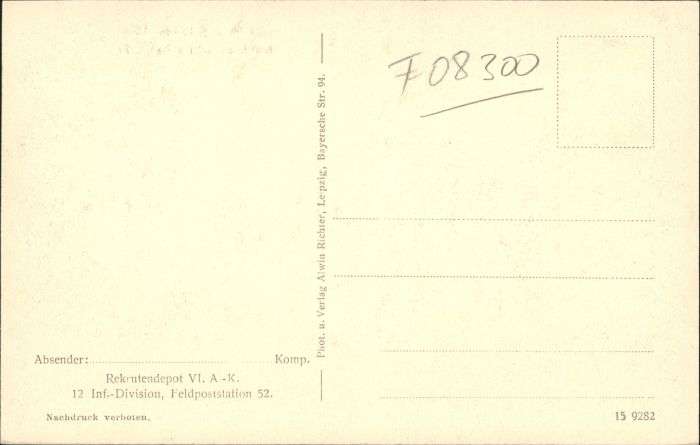 F08300
Phot. u. Verlag Alwin Richter, Leipzig, Bayersche Str. 94.
Absender: Komp.
Rekrutendepot VI. A.-K.
12 Inf.-Division, Feldpoststation 52.
Nachdruck verboten.
15 9282